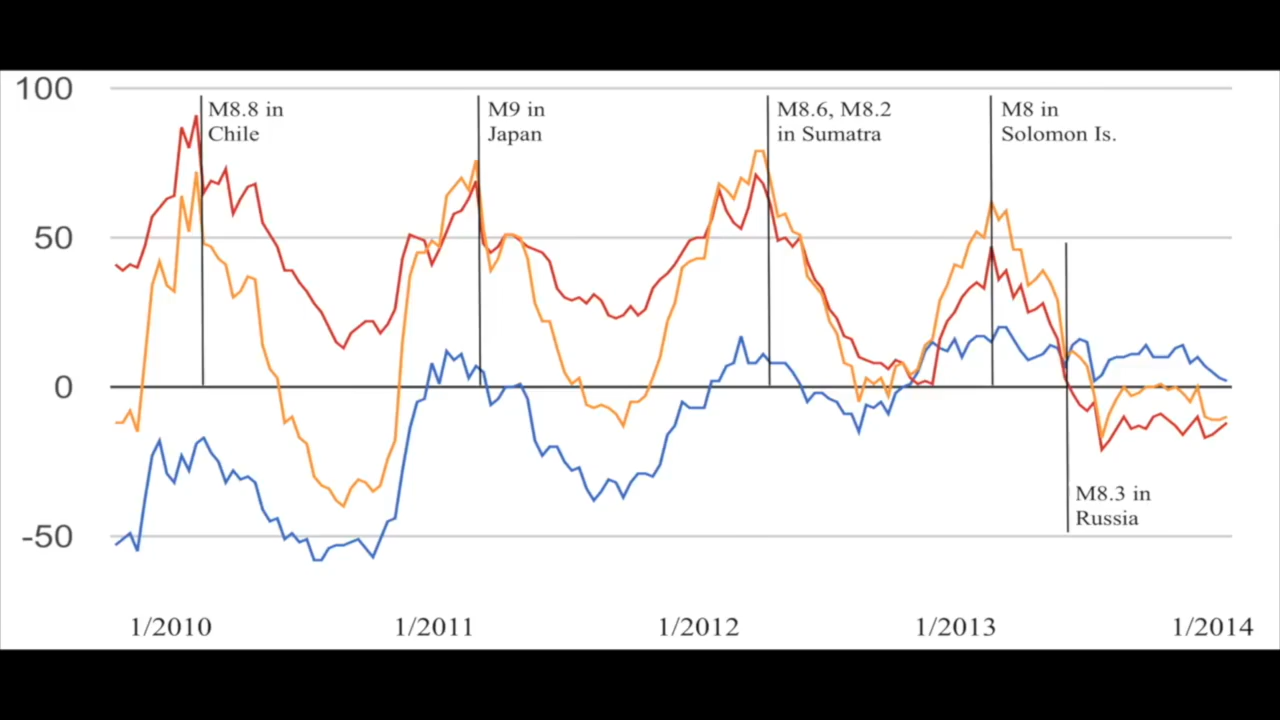 100
M8.8 in
Chile
M9 in
Japan
M8.6, M8.2
in Sumatra
M8 in
Solomon Is.
50
0
M8.3 in
Russia
-50
1/2010
1/2011
1/2012
1/2013
1/2014